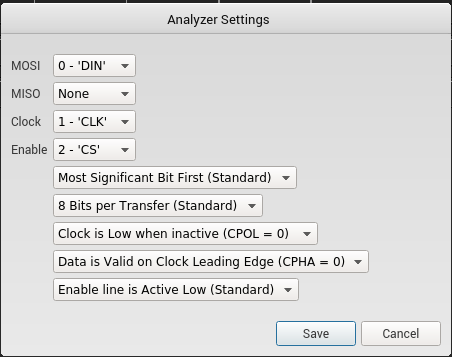 Analyzer Settings
MOSI 0 - 'DIN'
MISO None
Clock 1 - 'CLK'
Enable 2 - 'CS'
Most Significant Bit First (Standard)
8 Bits per Transfer (Standard)
Clock is Low when inactive (CPOL = 0)
Data is Valid on Clock Leading Edge (CPHA = 0)
Enable line is Active Low (Standard)
Save Cancel